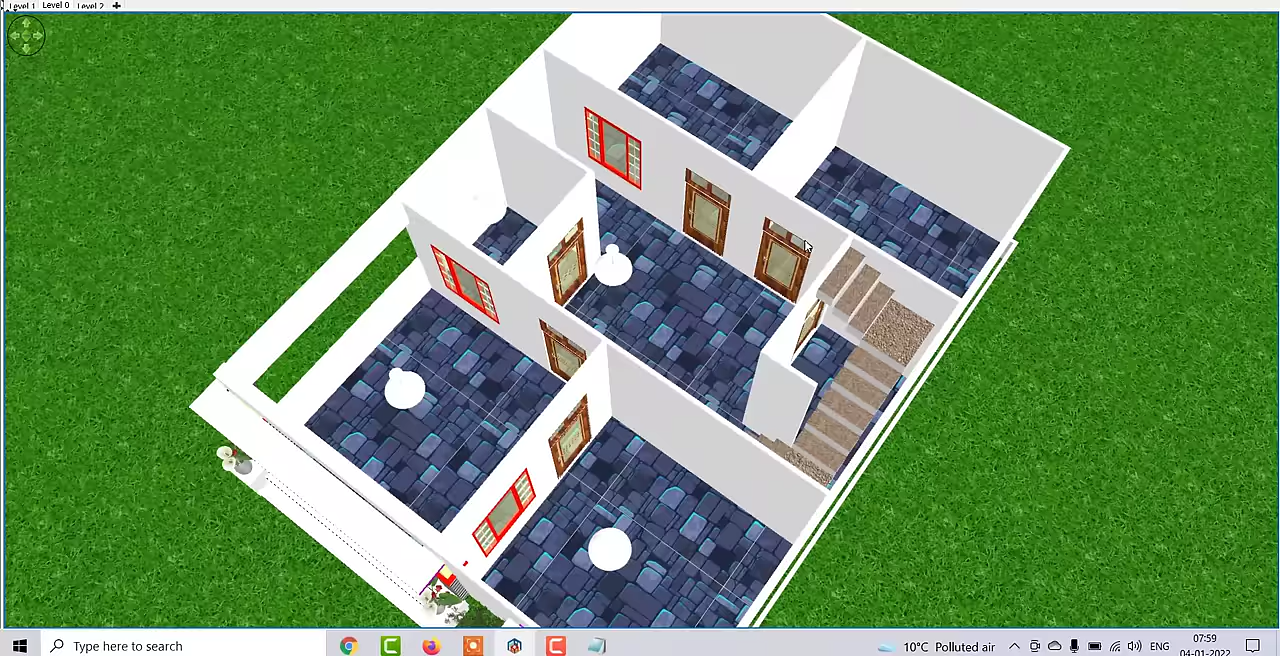 Level 1 Level 0 Level 2
Type here to search
10°C Polluted air
ENG
07:59
04-01-2022